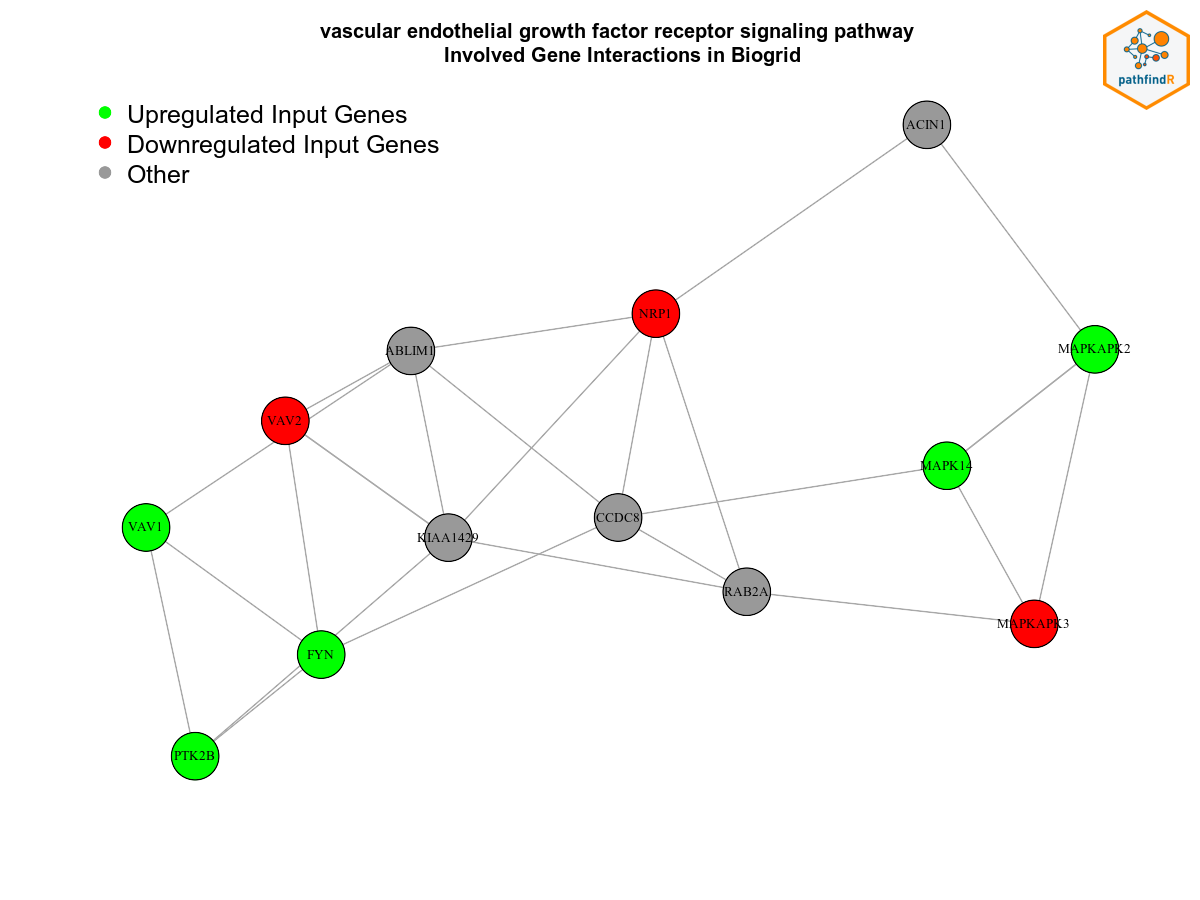 vascular endothelial growth factor receptor signaling pathway
Involved Gene Interactions in Biogrid
pathfindR
Upregulated Input Genes
Downregulated Input Genes
Other
ACIN1
NRP1
ABLIM1
MAPKAPK2
VAV2
MAPK14
CCDC8
VAV1
KIAA1429
RAB2A
MAPKAPK3
FYN
PTK2B